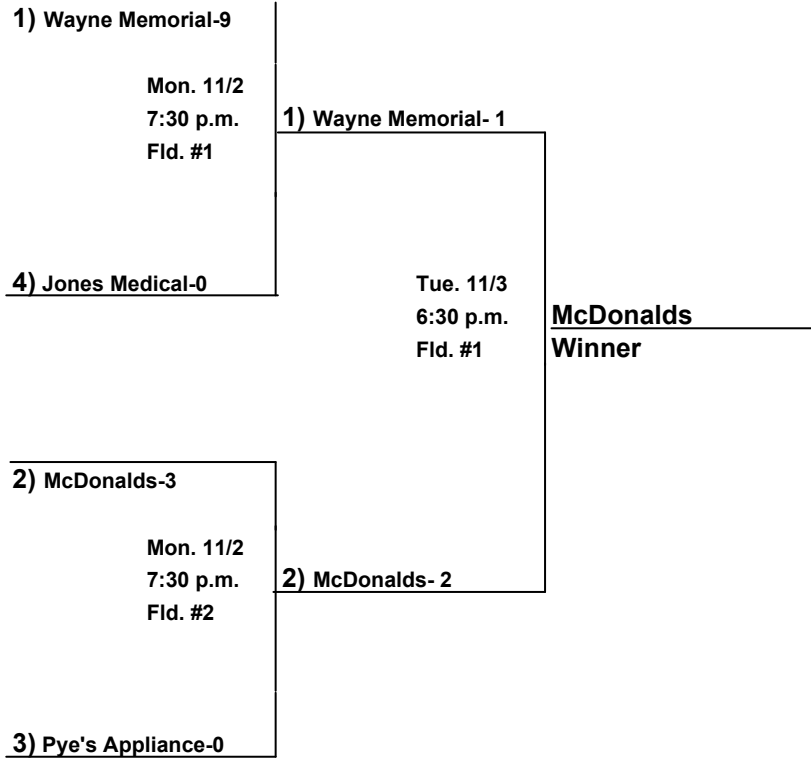 1) Wayne Memorial-9
Mon. 11/2
7:30 p.m.
Fld. #1
1) Wayne Memorial- 1
4) Jones Medical-0
Tue. 11/3
6:30 p.m.
Fld. #1
McDonalds
Winner
2) McDonalds-3
Mon. 11/2
7:30 p.m.
Fld. #2
2) McDonalds- 2
3) Pye's Appliance-0